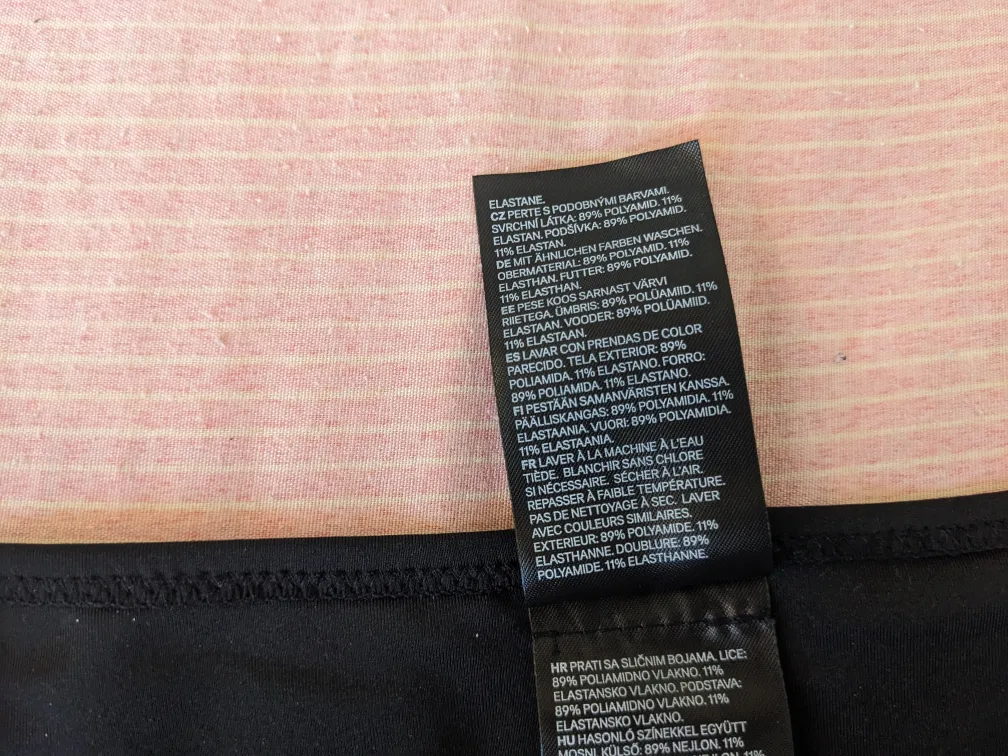 ELASTANE.
CZ PERTE S PODOBNÝMI BARVAMI.
SVRCHNÍ LÁTKA: 89% POLYAMID. 11%
ELASTAN. PODŠÍVKA: 89% POLYAMID.
11% ELASTAN.
DE MIT ÄHNLICHEN FARBEN WASCHEN.
OBERMATERIAL: 89% POLYAMID. 11%
ELASTHAN. FUTTER: 89% POLYAMID.
11% ELASTHAN.
EE PESE KOOS SARNAST VÄRVI
RIIETEGA. ÜMBRIS: 89% POLÜAMIID. 11%
ELASTAAN. VOODER: 89% POLÜAMIID.
11% ELASTAAN.
ES LAVAR CON PRENDAS DE COLOR
PARECIDO. TELA EXTERIOR: 89%
POLIAMIDA. 11% ELASTANO. FORRO:
89% POLIAMIDA. 11% ELASTANO.
FI PESTÄÄN SAMANVÄRISTEN KANSSA.
PÄÄLLISKANGAS: 89% POLYAMIDIA. 11%
ELASTAANIA. VUORI: 89% POLYAMIDIA.
11% ELASTAANIA.
FR LAVER À LA MACHINE À L'EAU
TIÈDE. BLANCHIR SANS CHLORE
SI NÉCESSAIRE. SÉCHER À L'AIR.
REPASSER À FAIBLE TEMPÉRATURE.
PAS DE NETTOYAGE À SEC. LAVER
AVEC COULEURS SIMILAIRES.
EXTERIEUR: 89% POLYAMIDE. 11%
ELASTHANNE. DOUBLURE: 89%
POLYAMIDE. 11% ELASTHANNE.
HR PRATI SA SLIČNIM BOJAMA. LICE:
89% POLIAMIDNO VLAKNO. 11%
ELASTANSKO VLAKNO. PODSTAVA:
89% POLIAMIDNO VLAKNO. 11%
ELASTANSKO VLAKNO.
HU HASONLÓ SZÍNEKKEL EGYÜTT
MOSNI. KÜLSŐ: 89% NEJLON. 11%